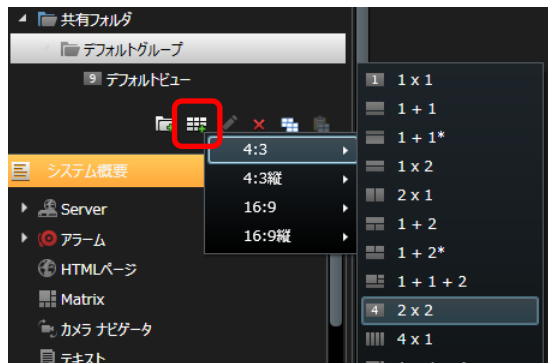 共有フォルダ
デフォルトグループ
9 デフォルトビュー
4:3
4:3縦
16:9
16:9縦
システム概要
Server
アラーム
HTMLページ
Matrix
カメラ ナビゲータ
テキスト
1 1 x 1
1 + 1
1 + 1*
1 x 2
2 x 1
1 + 2
1 + 2*
1 + 1 + 2
4 2 x 2
4 x 1